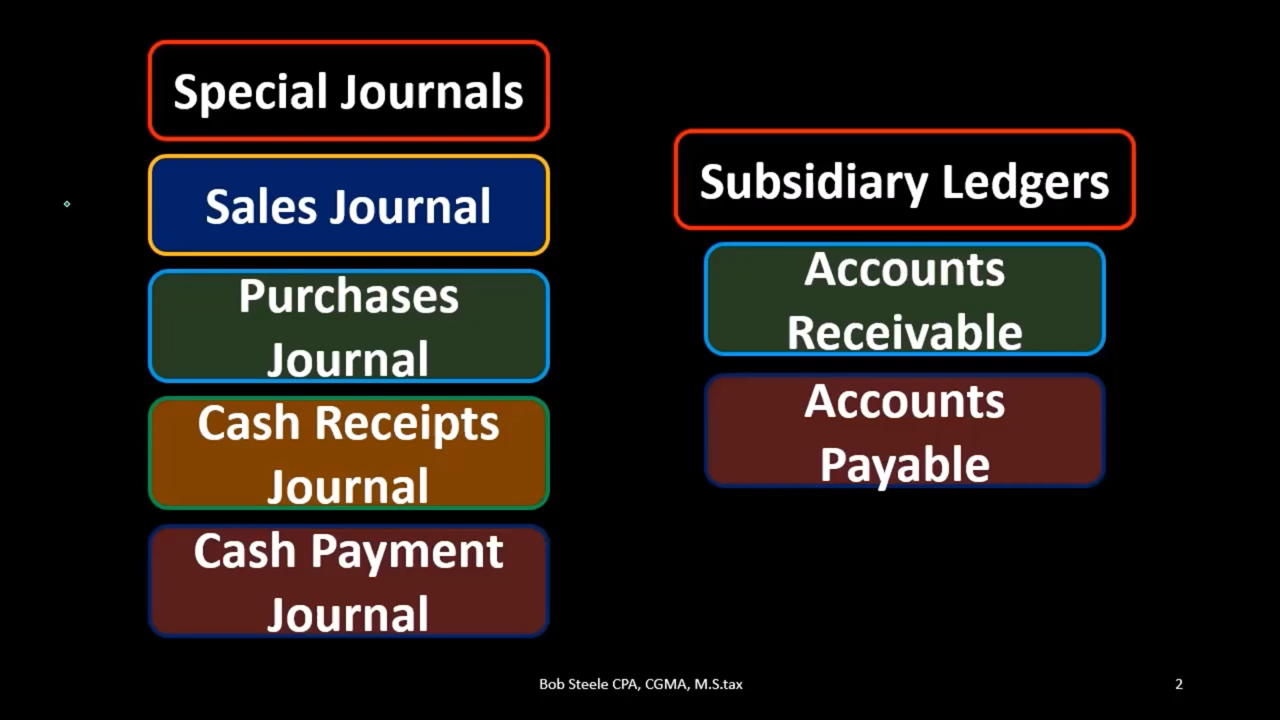 Special Journals
Sales Journal
Purchases
Journal
Cash Receipts
Journal
Cash Payment
Journal
Subsidiary Ledgers
Accounts
Receivable
Accounts
Payable
Bob Steele CPA, CGMA, M.S.tax
2